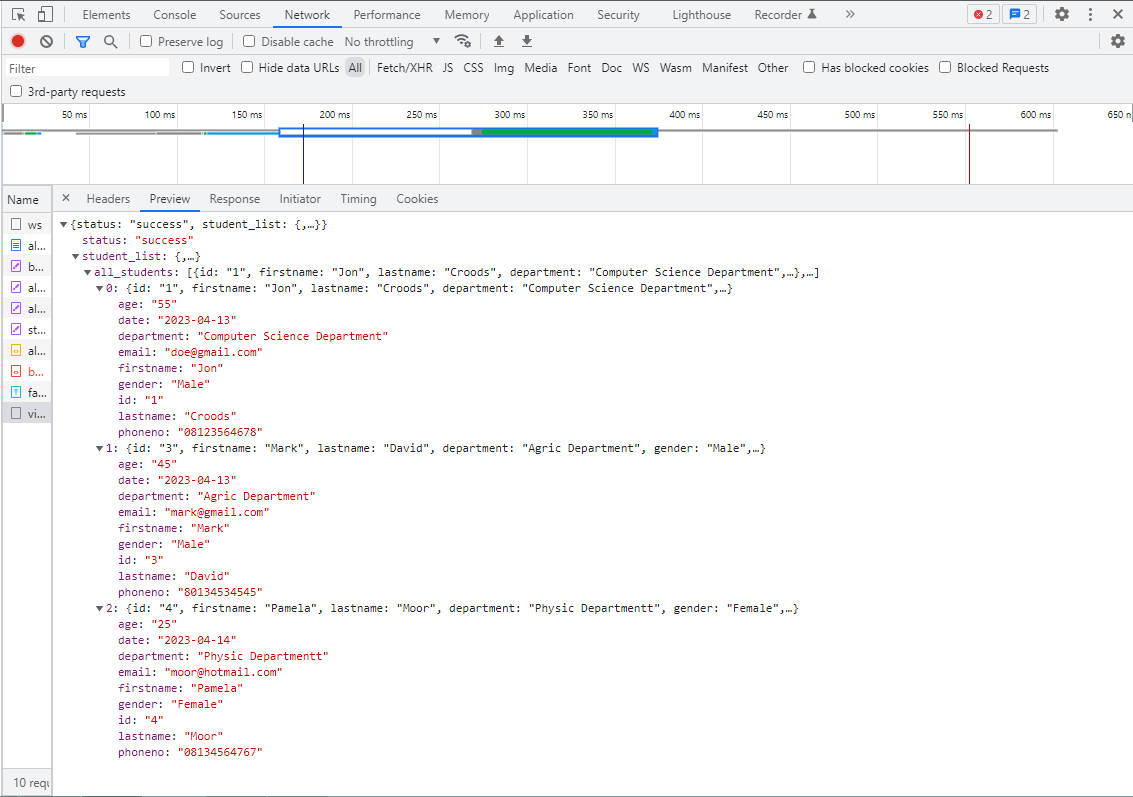 Elements Console Sources Network Performance Memory Application Security Lighthouse Recorder 2 2
Preserve log Disable cache No throttling
Filter Invert Hide data URLs All Fetch/XHR JS CSS Img Media Font Doc WS Wasm Manifest Other Has blocked cookies Blocked Requests
3rd-party requests
50 ms 100 ms 150 ms 200 ms 250 ms 300 ms 350 ms 400 ms 450 ms 500 ms 550 ms 600 ms 650 n
Name × Headers Preview Response Initiator Timing Cookies
ws
al...
b...
al...
al...
st...
al...
b...
fa...
vi...
{status: "success", student_list: {,…}}
status: "success"
student_list: {,…}
all_students: [{id: "1", firstname: "Jon", lastname: "Croods", department: "Computer Science Department",…},…]
0: {id: "1", firstname: "Jon", lastname: "Croods", department: "Computer Science Department",…}
age: "55"
date: "2023-04-13"
department: "Computer Science Department"
email: "doe@gmail.com"
firstname: "Jon"
gender: "Male"
id: "1"
lastname: "Croods"
phoneno: "08123564678"
1: {id: "3", firstname: "Mark", lastname: "David", department: "Agric Department", gender: "Male",…}
age: "45"
date: "2023-04-13"
department: "Agric Department"
email: "mark@gmail.com"
firstname: "Mark"
gender: "Male"
id: "3"
lastname: "David"
phoneno: "80134534545"
2: {id: "4", firstname: "Pamela", lastname: "Moor", department: "Physic Departmentt", gender: "Female",…}
age: "25"
date: "2023-04-14"
department: "Physic Departmentt"
email: "moor@hotmail.com"
firstname: "Pamela"
gender: "Female"
id: "4"
lastname: "Moor"
phoneno: "08134564767"
10 requ